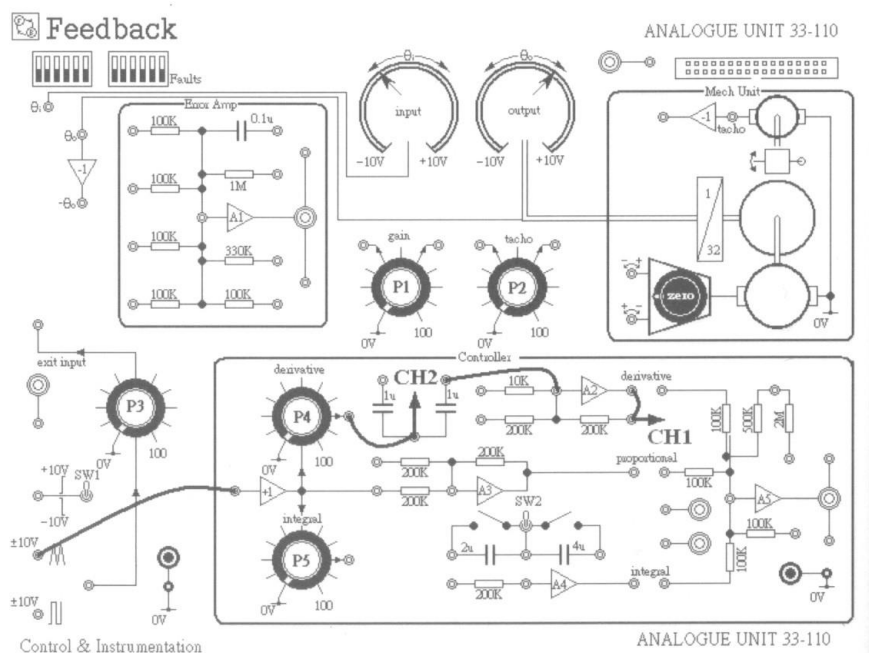 Feedback
ANALOGUE UNIT 33-110
Faults
θi
θo
input
output
-10V
+10V
-10V
+10V
Mech Unit
-1
tacho
θi
Error Amp
100K
0.1u
θo
-1
-θo
100K
1M
A1
100K
330K
100K
100K
1
32
gain
tacho
P1
P2
0V
100
0V
100
- +
+ -
zero
0V
exit input
P3
0V
100
Controller
derivative
CH2
P4
1u
1u
10K
A2
derivative
200K
200K
CH1
100K
500K
2M
0V
100
+10V
SW1
-10V
±10V
+1
200K
200K
200K
A3
proportional
100K
A5
integral
SW2
P5
2u
4u
100K
0V
100
200K
A4
integral
100K
±10V
0V
0V
Control & Instrumentation
ANALOGUE UNIT 33-110